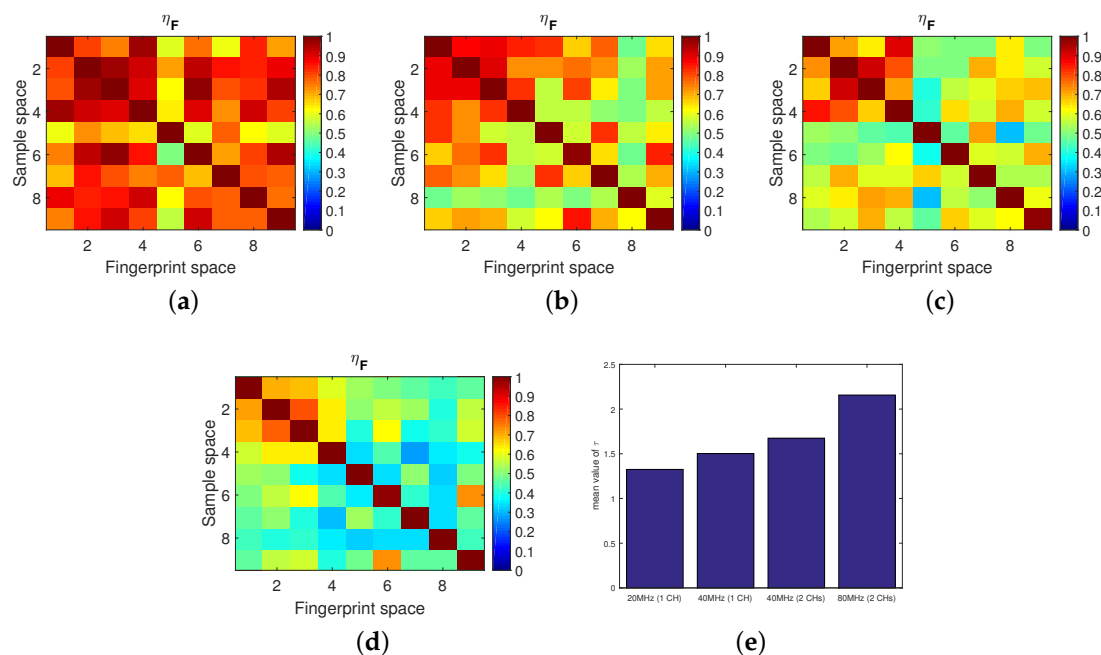 η_F
1
0.9
0.8
0.7
0.6
0.5
0.4
0.3
0.2
0.1
0
2
4
6
8
Sample space
2 4 6 8
Fingerprint space
(a)
η_F
1
0.9
0.8
0.7
0.6
0.5
0.4
0.3
0.2
0.1
0
2
4
6
8
Sample space
2 4 6 8
Fingerprint space
(b)
η_F
1
0.9
0.8
0.7
0.6
0.5
0.4
0.3
0.2
0.1
0
2
4
6
8
Sample space
2 4 6 8
Fingerprint space
(c)
η_F
1
0.9
0.8
0.7
0.6
0.5
0.4
0.3
0.2
0.1
0
2
4
6
8
Sample space
2 4 6 8
Fingerprint space
(d)
2.5
2
1.5
1
0.5
0
mean value of τ
20MHz (1 CH) 40MHz (1 CH) 40MHz (2 CHs) 80MHz (2 CHs)
(e)